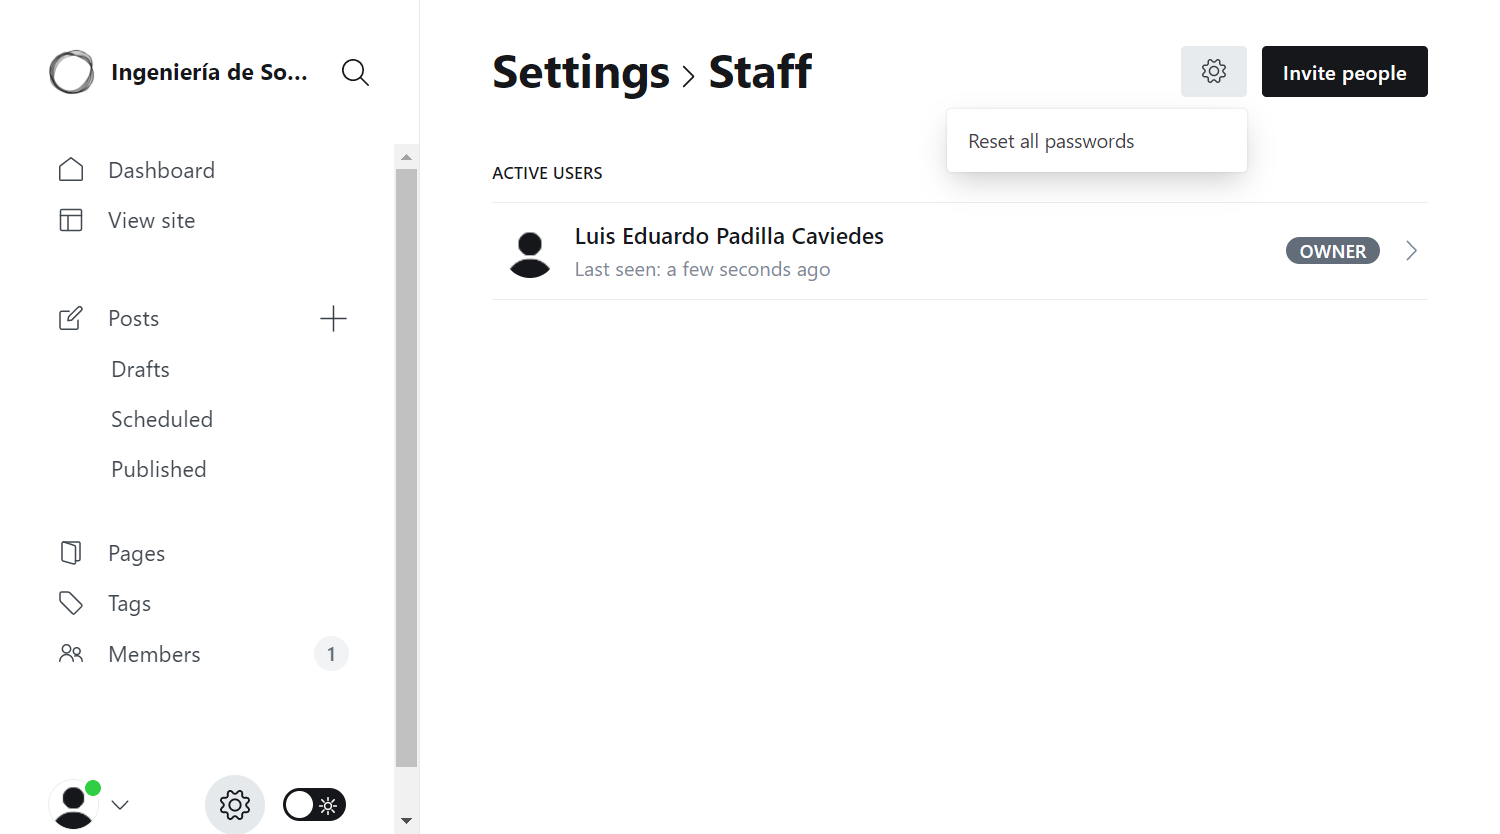 Ingeniería de So...
Dashboard
View site
Posts
Drafts
Scheduled
Published
Pages
Tags
Members
1
Settings > Staff
Invite people
Reset all passwords
ACTIVE USERS
Luis Eduardo Padilla Caviedes
Last seen: a few seconds ago
OWNER